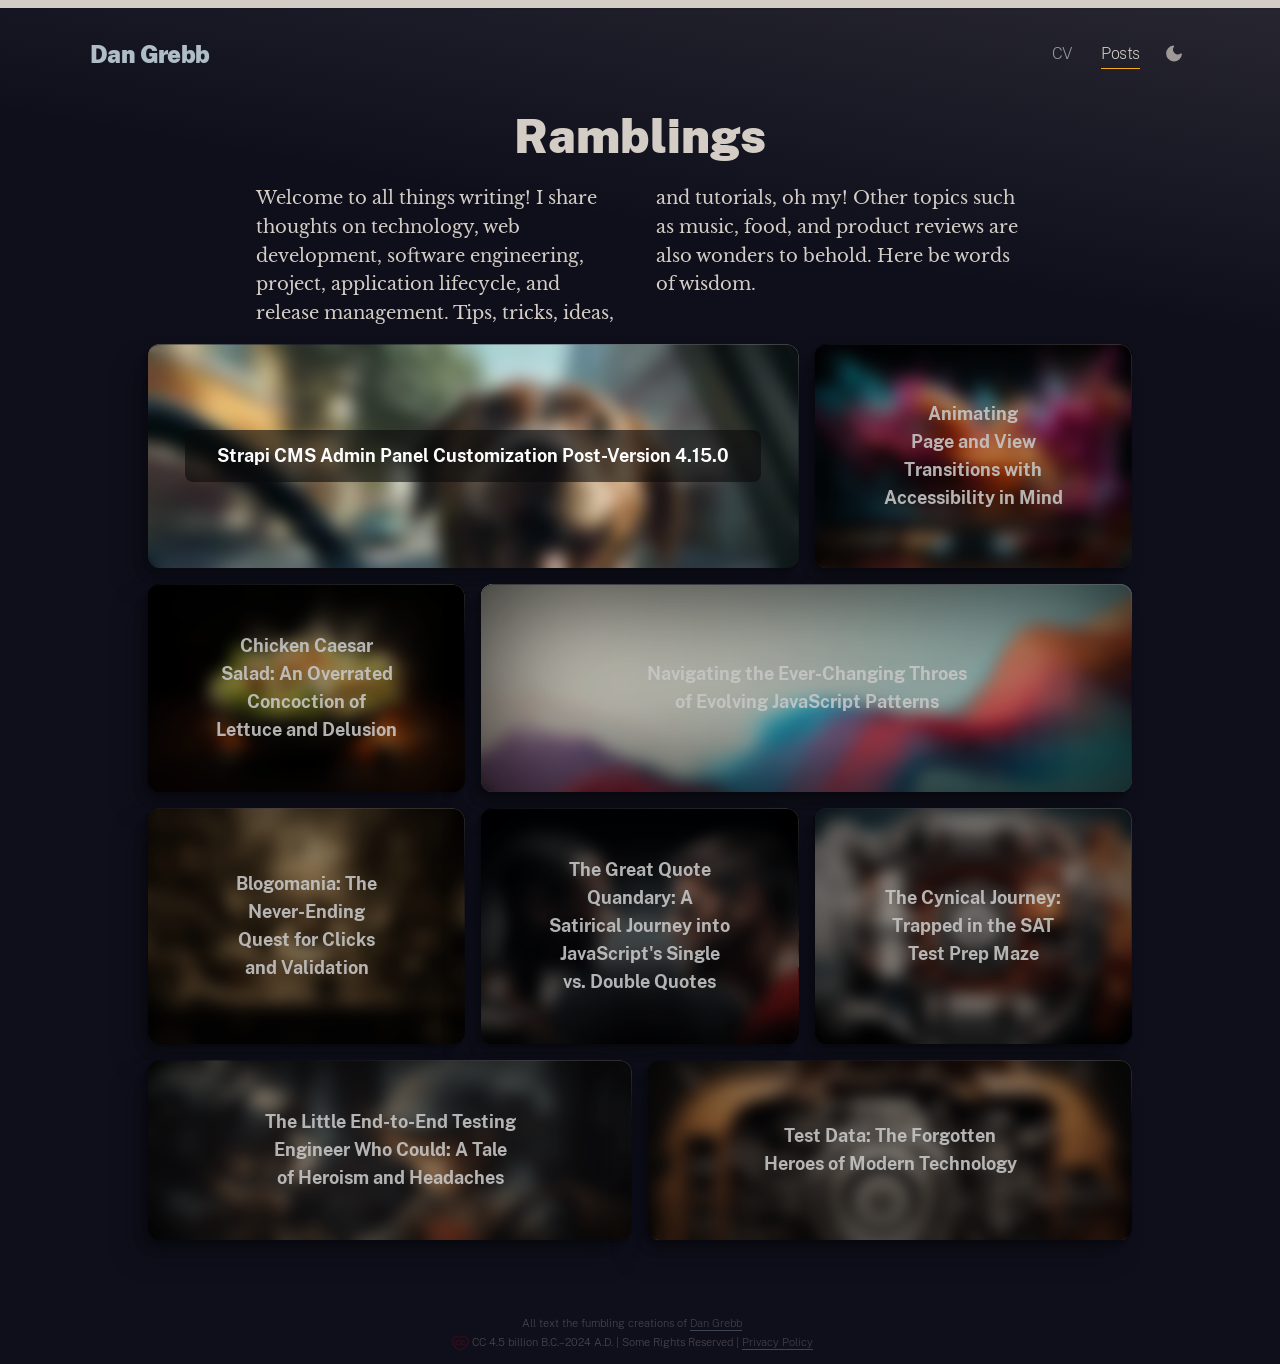 Dan Grebb
CV
Posts
Ramblings
Welcome to all things writing! I share
thoughts on technology, web
development, software engineering,
project, application lifecycle, and
release management. Tips, tricks, ideas,
and tutorials, oh my! Other topics such
as music, food, and product reviews are
also wonders to behold. Here be words
of wisdom.
Strapi CMS Admin Panel Customization Post-Version 4.15.0
Animating
Page and View
Transitions with
Accessibility in Mind
Chicken Caesar
Salad: An Overrated
Concoction of
Lettuce and Delusion
Navigating the Ever-Changing Throes
of Evolving JavaScript Patterns
Blogomania: The
Never-Ending
Quest for Clicks
and Validation
The Great Quote
Quandary: A
Satirical Journey into
JavaScript's Single
vs. Double Quotes
The Cynical Journey:
Trapped in the SAT
Test Prep Maze
The Little End-to-End Testing
Engineer Who Could: A Tale
of Heroism and Headaches
Test Data: The Forgotten
Heroes of Modern Technology
All text the fumbling creations of Dan Grebb
CC 4.5 billion B.C.–2024 A.D. | Some Rights Reserved | Privacy Policy